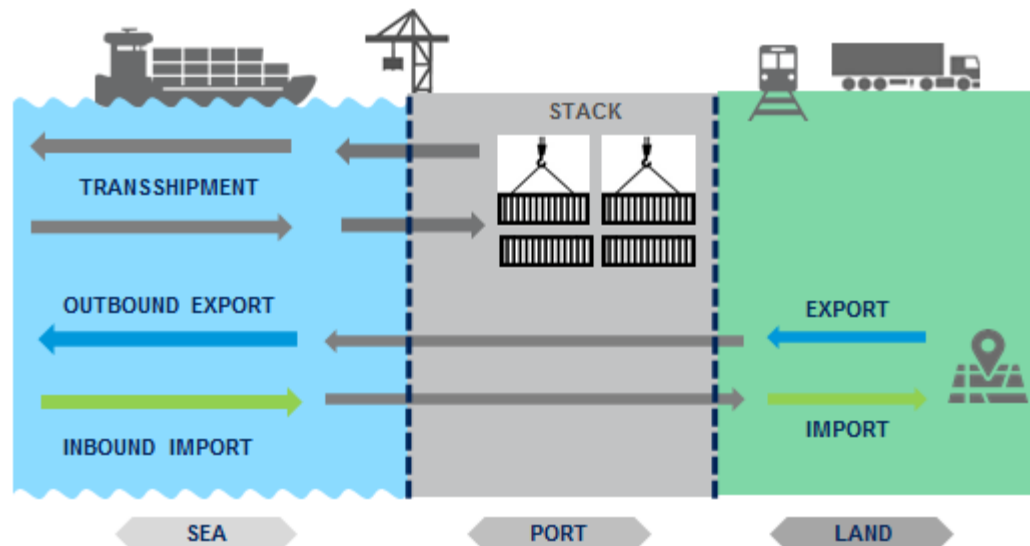 STACK
TRANSSHIPMENT
OUTBOUND EXPORT
EXPORT
INBOUND IMPORT
IMPORT
SEA
PORT
LAND